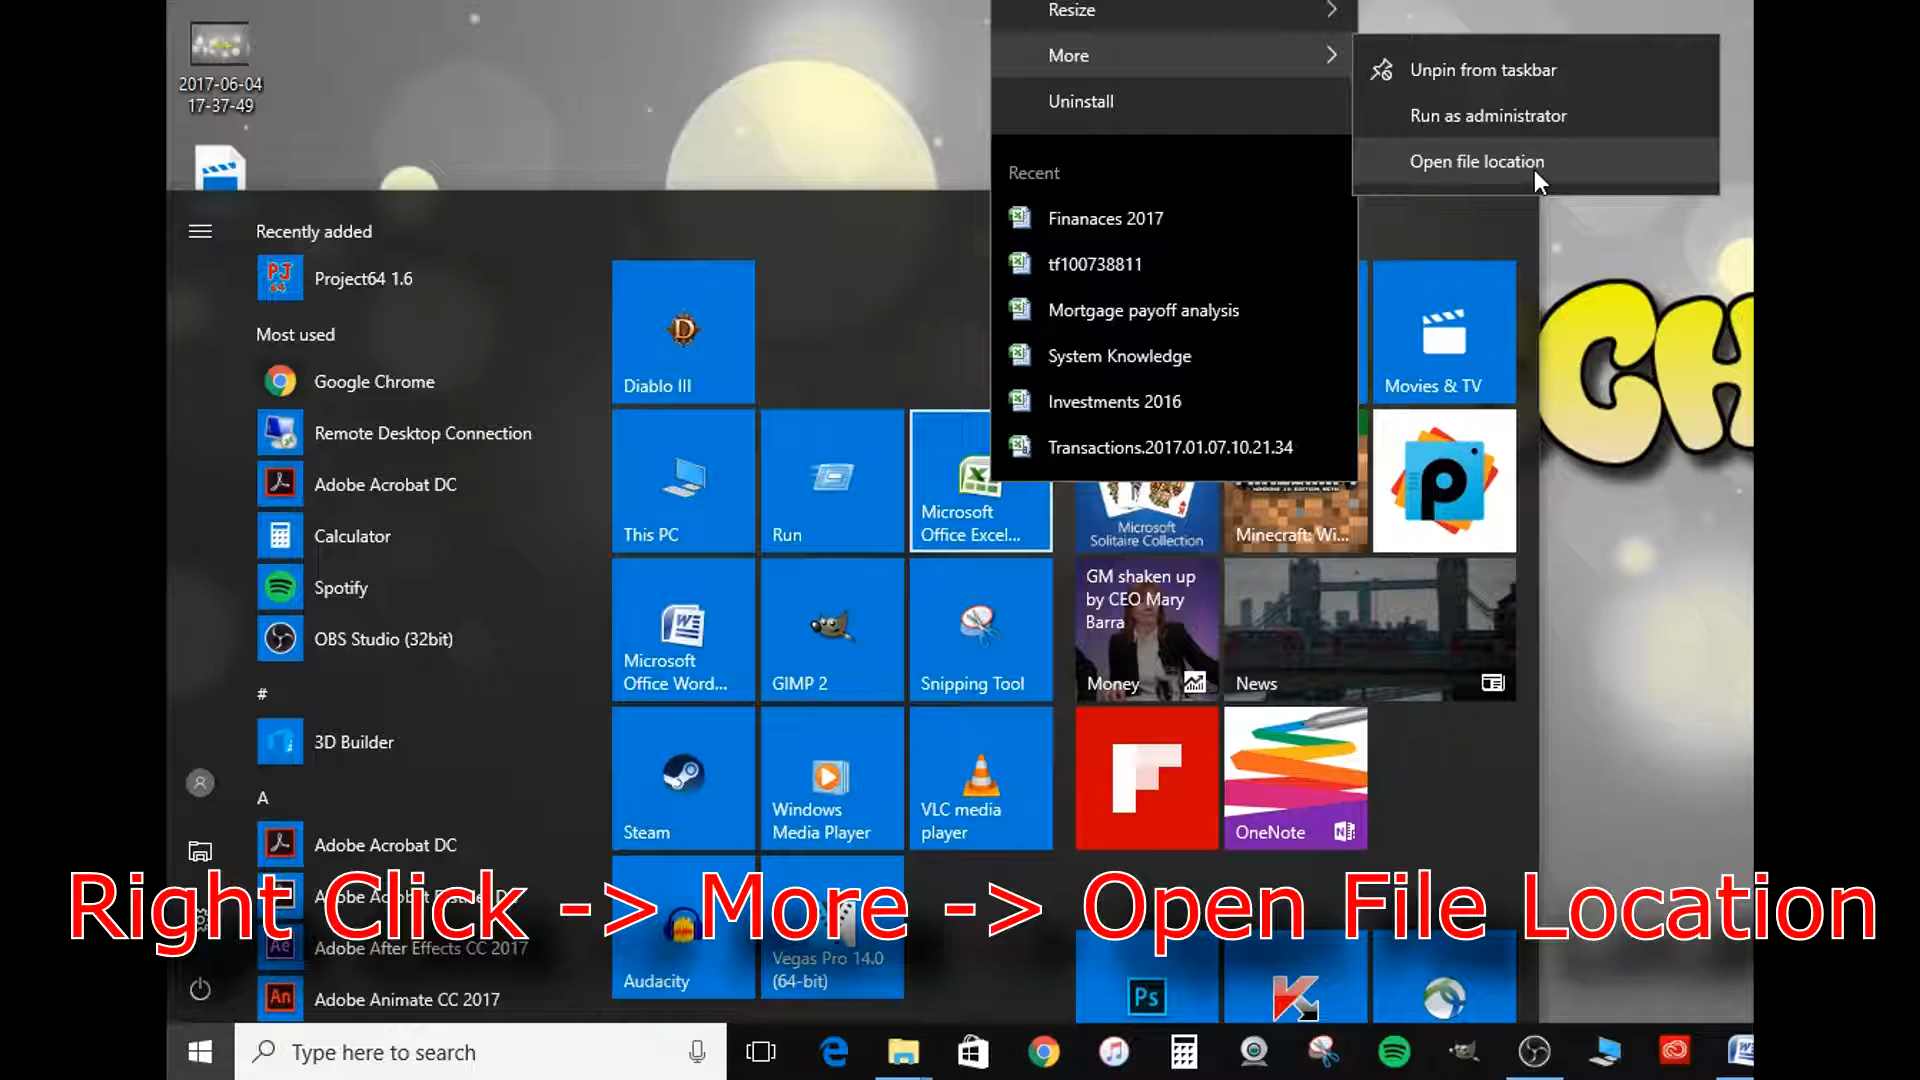 2017-06-04
17-37-49
Resize
More
Uninstall
Unpin from taskbar
Run as administrator
Open file location
Recent
Finanaces 2017
tf100738811
Mortgage payoff analysis
System Knowledge
Investments 2016
Transactions.2017.01.07.10.21.34
Recently added
Project64 1.6
Most used
Google Chrome
Remote Desktop Connection
Adobe Acrobat DC
Calculator
Spotify
OBS Studio (32bit)
#
3D Builder
A
Adobe Acrobat DC
Adobe After Effects CC 2017
Adobe Animate CC 2017
Diablo III
This PC
Run
Microsoft
Office Excel...
Microsoft
Office Word...
GIMP 2
Snipping Tool
Steam
Windows
Media Player
VLC media
player
Audacity
Vegas Pro 14.0
(64-bit)
Movies & TV
Microsoft
Solitaire Collection
Minecraft: Wi...
GM shaken up
by CEO Mary
Barra
Money
News
OneNote
Ps
CH
Right Click -> More -> Open File Location
Type here to search